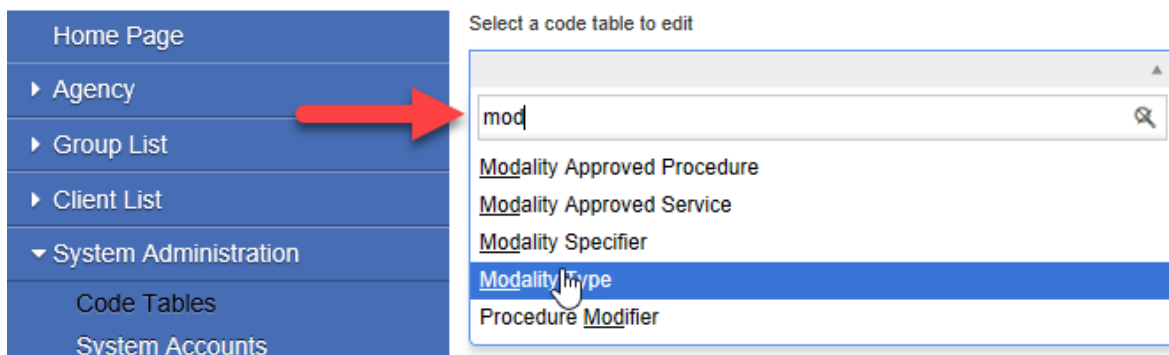 Home Page
Agency
Group List
Client List
System Administration
Code Tables
System Accounts
Select a code table to edit
mod
Modality Approved Procedure
Modality Approved Service
Modality Specifier
Modality Type
Procedure Modifier